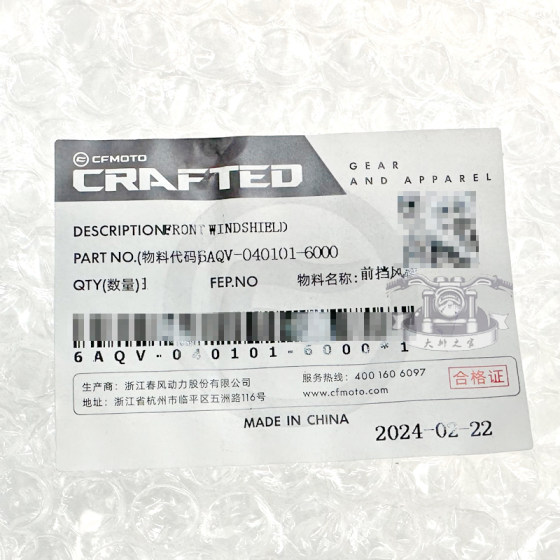 CFMOTO
CRAFTED
GEAR
AND APPAREL
DESCRIPTION FRONT WINDSHIELD
PART NO.(物料代码 6AQV-040101-6000
QTY(数量) FEP.NO 物料名称: 前挡风
6AQV-040101-6000*1
生产商: 浙江春风动力股份有限公司
地址: 浙江省杭州市临平区五洲路116号
服务热线: 400 160 6097
www.cfmoto.com
合格证
MADE IN CHINA
2024-02-22
大帅之家